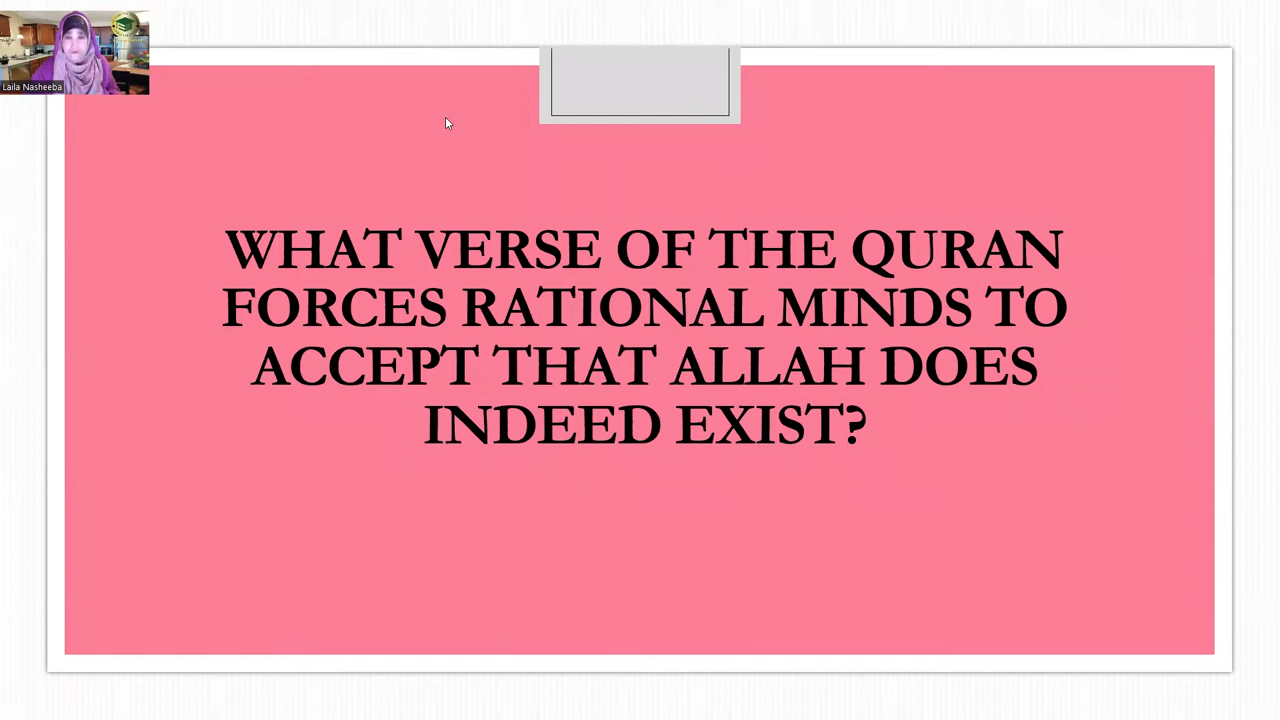 Laila Nasheeba
WHAT VERSE OF THE QURAN
FORCES RATIONAL MINDS TO
ACCEPT THAT ALLAH DOES
INDEED EXIST?